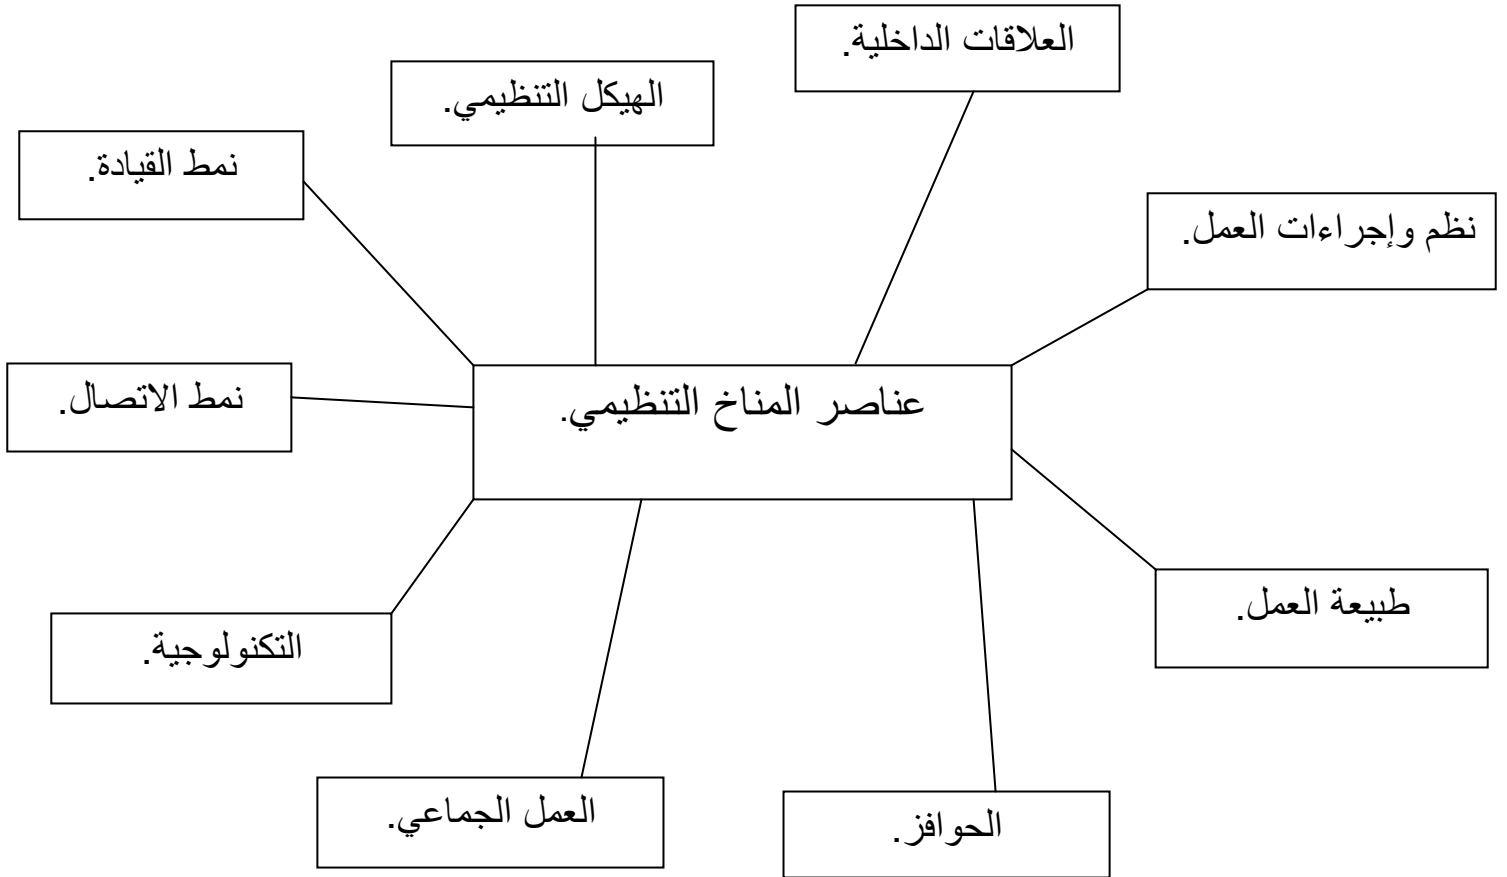 العلاقات الداخلية.
الهيكل التنظيمي.
نمط القيادة.
نظم وإجراءات العمل.
عناصر المناخ التنظيمي.
نمط الاتصال.
طبيعة العمل.
التكنولوجية.
العمل الجماعي.
الحوافز.